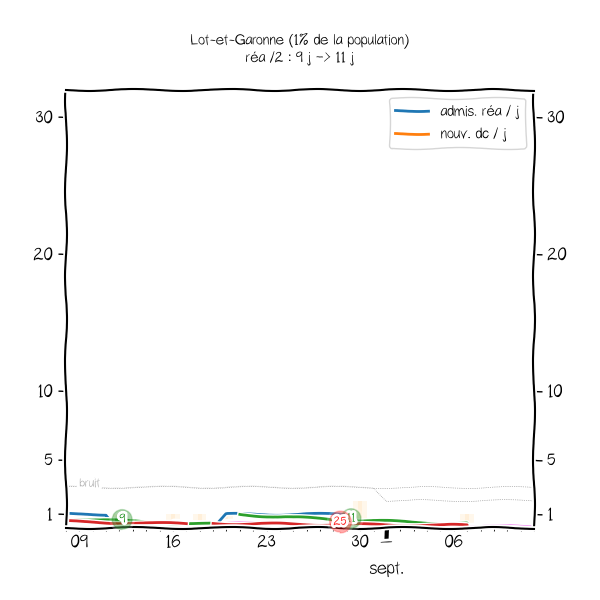 Lot-et-Garonne (1% de la population)
réa /2 : 9 j -> 11 j
admis. réa / j
nouv. dc / j
30
30
20
20
10
10
5
5
bruit
1
1
9
25
09
16
23
30
06
sept.